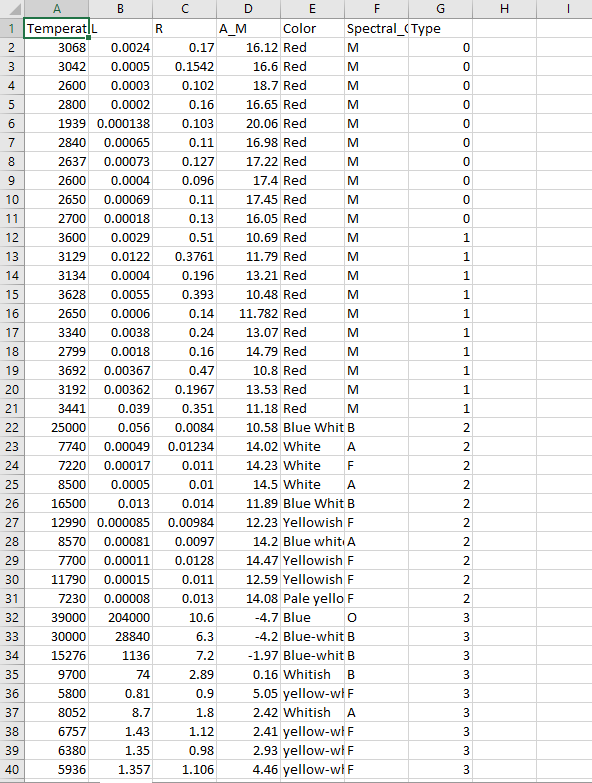 A B C D E F G H I
1 Temperat L R A_M Color Spectral_C Type
2 3068 0.0024 0.17 16.12 Red M 0
3 3042 0.0005 0.1542 16.6 Red M 0
4 2600 0.0003 0.102 18.7 Red M 0
5 2800 0.0002 0.16 16.65 Red M 0
6 1939 0.000138 0.103 20.06 Red M 0
7 2840 0.00065 0.11 16.98 Red M 0
8 2637 0.00073 0.127 17.22 Red M 0
9 2600 0.0004 0.096 17.4 Red M 0
10 2650 0.00069 0.11 17.45 Red M 0
11 2700 0.00018 0.13 16.05 Red M 0
12 3600 0.0029 0.51 10.69 Red M 1
13 3129 0.0122 0.3761 11.79 Red M 1
14 3134 0.0004 0.196 13.21 Red M 1
15 3628 0.0055 0.393 10.48 Red M 1
16 2650 0.0006 0.14 11.782 Red M 1
17 3340 0.0038 0.24 13.07 Red M 1
18 2799 0.0018 0.16 14.79 Red M 1
19 3692 0.00367 0.47 10.8 Red M 1
20 3192 0.00362 0.1967 13.53 Red M 1
21 3441 0.039 0.351 11.18 Red M 1
22 25000 0.056 0.0084 10.58 Blue Whit B 2
23 7740 0.00049 0.01234 14.02 White A 2
24 7220 0.00017 0.011 14.23 White F 2
25 8500 0.0005 0.01 14.5 White A 2
26 16500 0.013 0.014 11.89 Blue Whit B 2
27 12990 0.000085 0.00984 12.23 Yellowish F 2
28 8570 0.00081 0.0097 14.2 Blue whit A 2
29 7700 0.00011 0.0128 14.47 Yellowish F 2
30 11790 0.00015 0.011 12.59 Yellowish F 2
31 7230 0.00008 0.013 14.08 Pale yello F 2
32 39000 204000 10.6 -4.7 Blue O 3
33 30000 28840 6.3 -4.2 Blue-whit B 3
34 15276 1136 7.2 -1.97 Blue-whit B 3
35 9700 74 2.89 0.16 Whitish B 3
36 5800 0.81 0.9 5.05 yellow-wh F 3
37 8052 8.7 1.8 2.42 Whitish A 3
38 6757 1.43 1.12 2.41 yellow-wh F 3
39 6380 1.35 0.98 2.93 yellow-wh F 3
40 5936 1.357 1.106 4.46 yellow-wh F 3